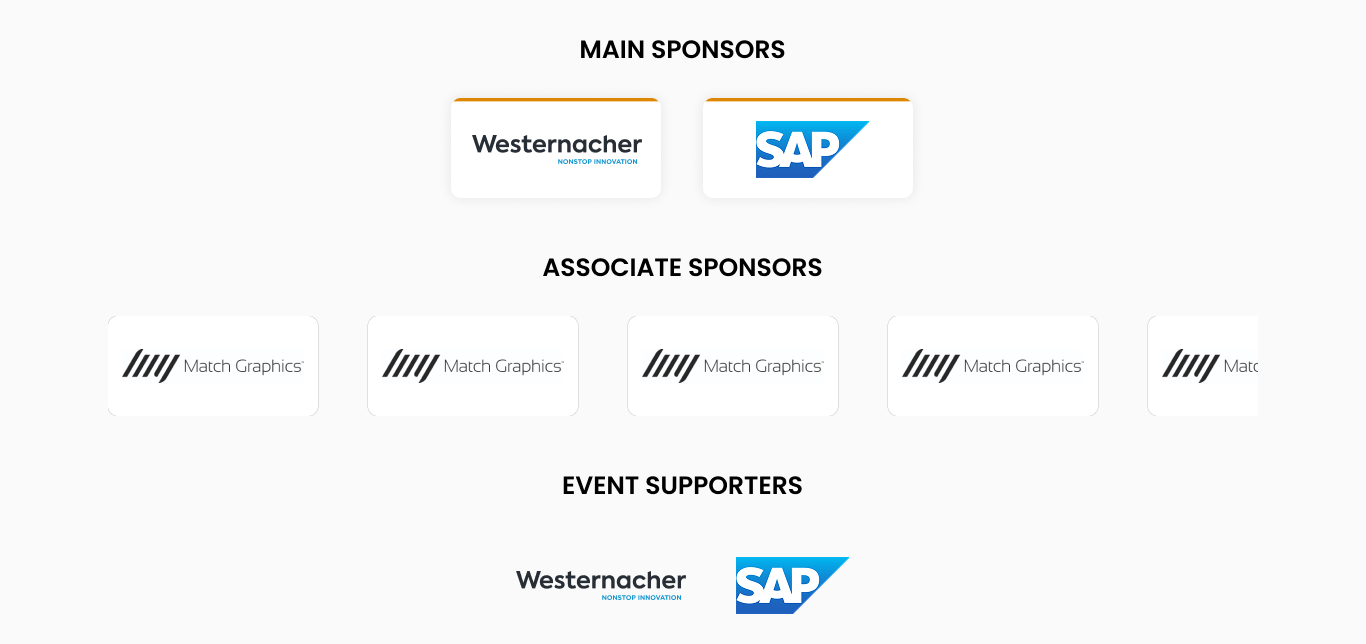 MAIN SPONSORS
Westernacher
NONSTOP INNOVATION
SAP
ASSOCIATE SPONSORS
Match Graphics
Match Graphics
Match Graphics
Match Graphics
Matc
EVENT SUPPORTERS
Westernacher
NONSTOP INNOVATION
SAP